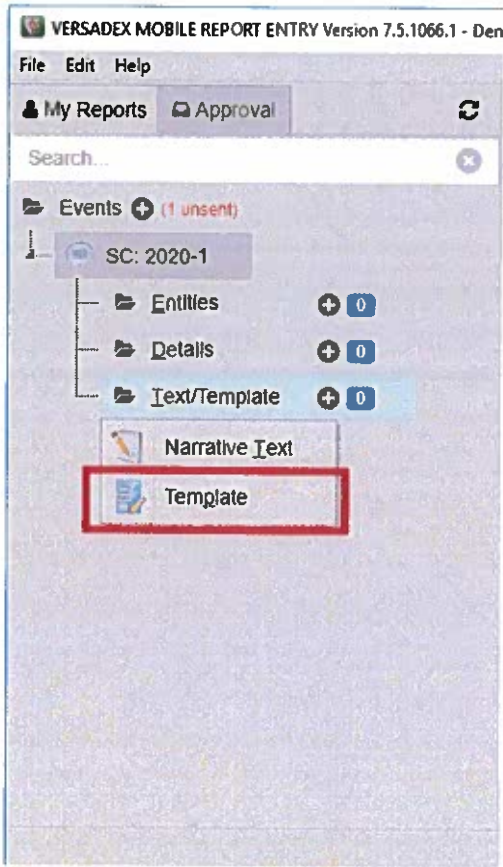 VERSADEX MOBILE REPORT ENTRY Version 7.5.1066.1 - Den
File Edit Help
My Reports Approval
Search...
Events (1 unsent)
SC: 2020-1
Entities 0
Details 0
Text/Template 0
Narrative Text
Template